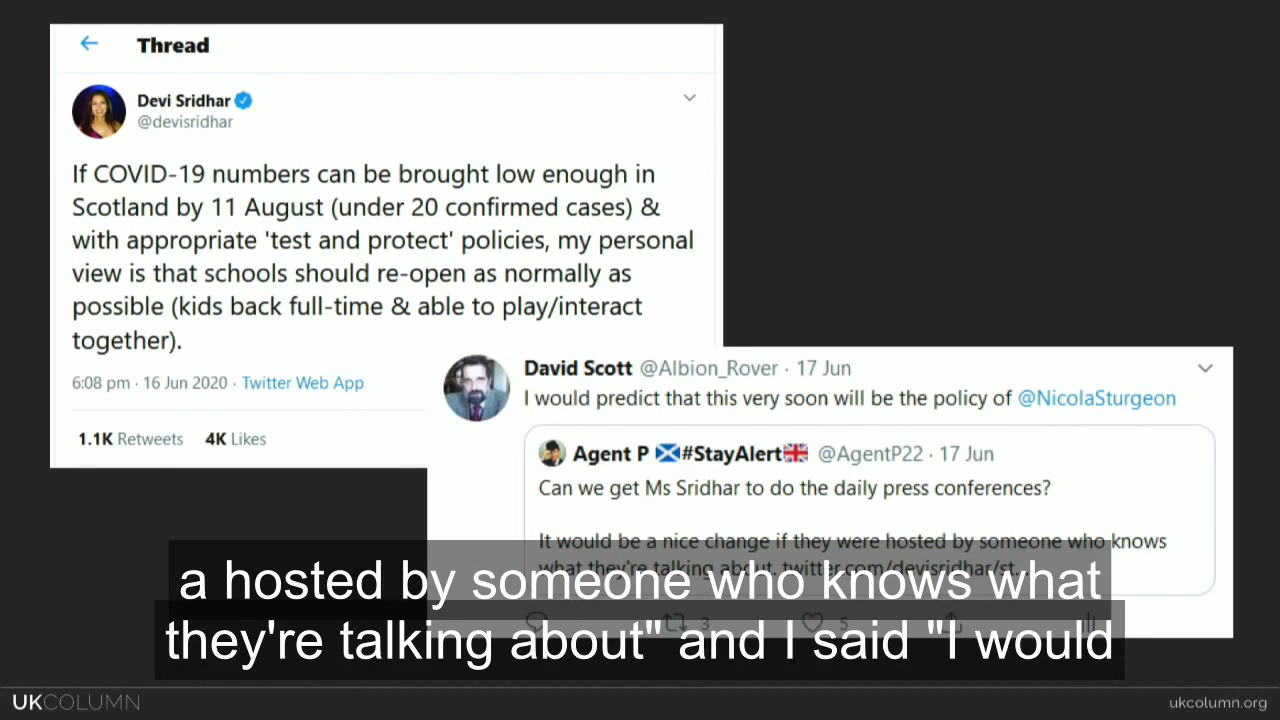 Thread
Devi Sridhar
@devisridhar
If COVID-19 numbers can be brought low enough in
Scotland by 11 August (under 20 confirmed cases) &
with appropriate 'test and protect' policies, my personal
view is that schools should re-open as normally as
possible (kids back full-time & able to play/interact
together).
6:08 pm · 16 Jun 2020 · Twitter Web App
1.1K Retweets 4K Likes
David Scott @Albion_Rover · 17 Jun
I would predict that this very soon will be the policy of @NicolaSturgeon
Agent P #StayAlert @AgentP22 · 17 Jun
Can we get Ms Sridhar to do the daily press conferences?
It would be a nice change if they were hosted by someone who knows
what they're talking about. twitter.com/devisridhar/st...
3 5
a hosted by someone who knows what
they're talking about" and I said "I would
UKCOLUMN
ukcolumn.org